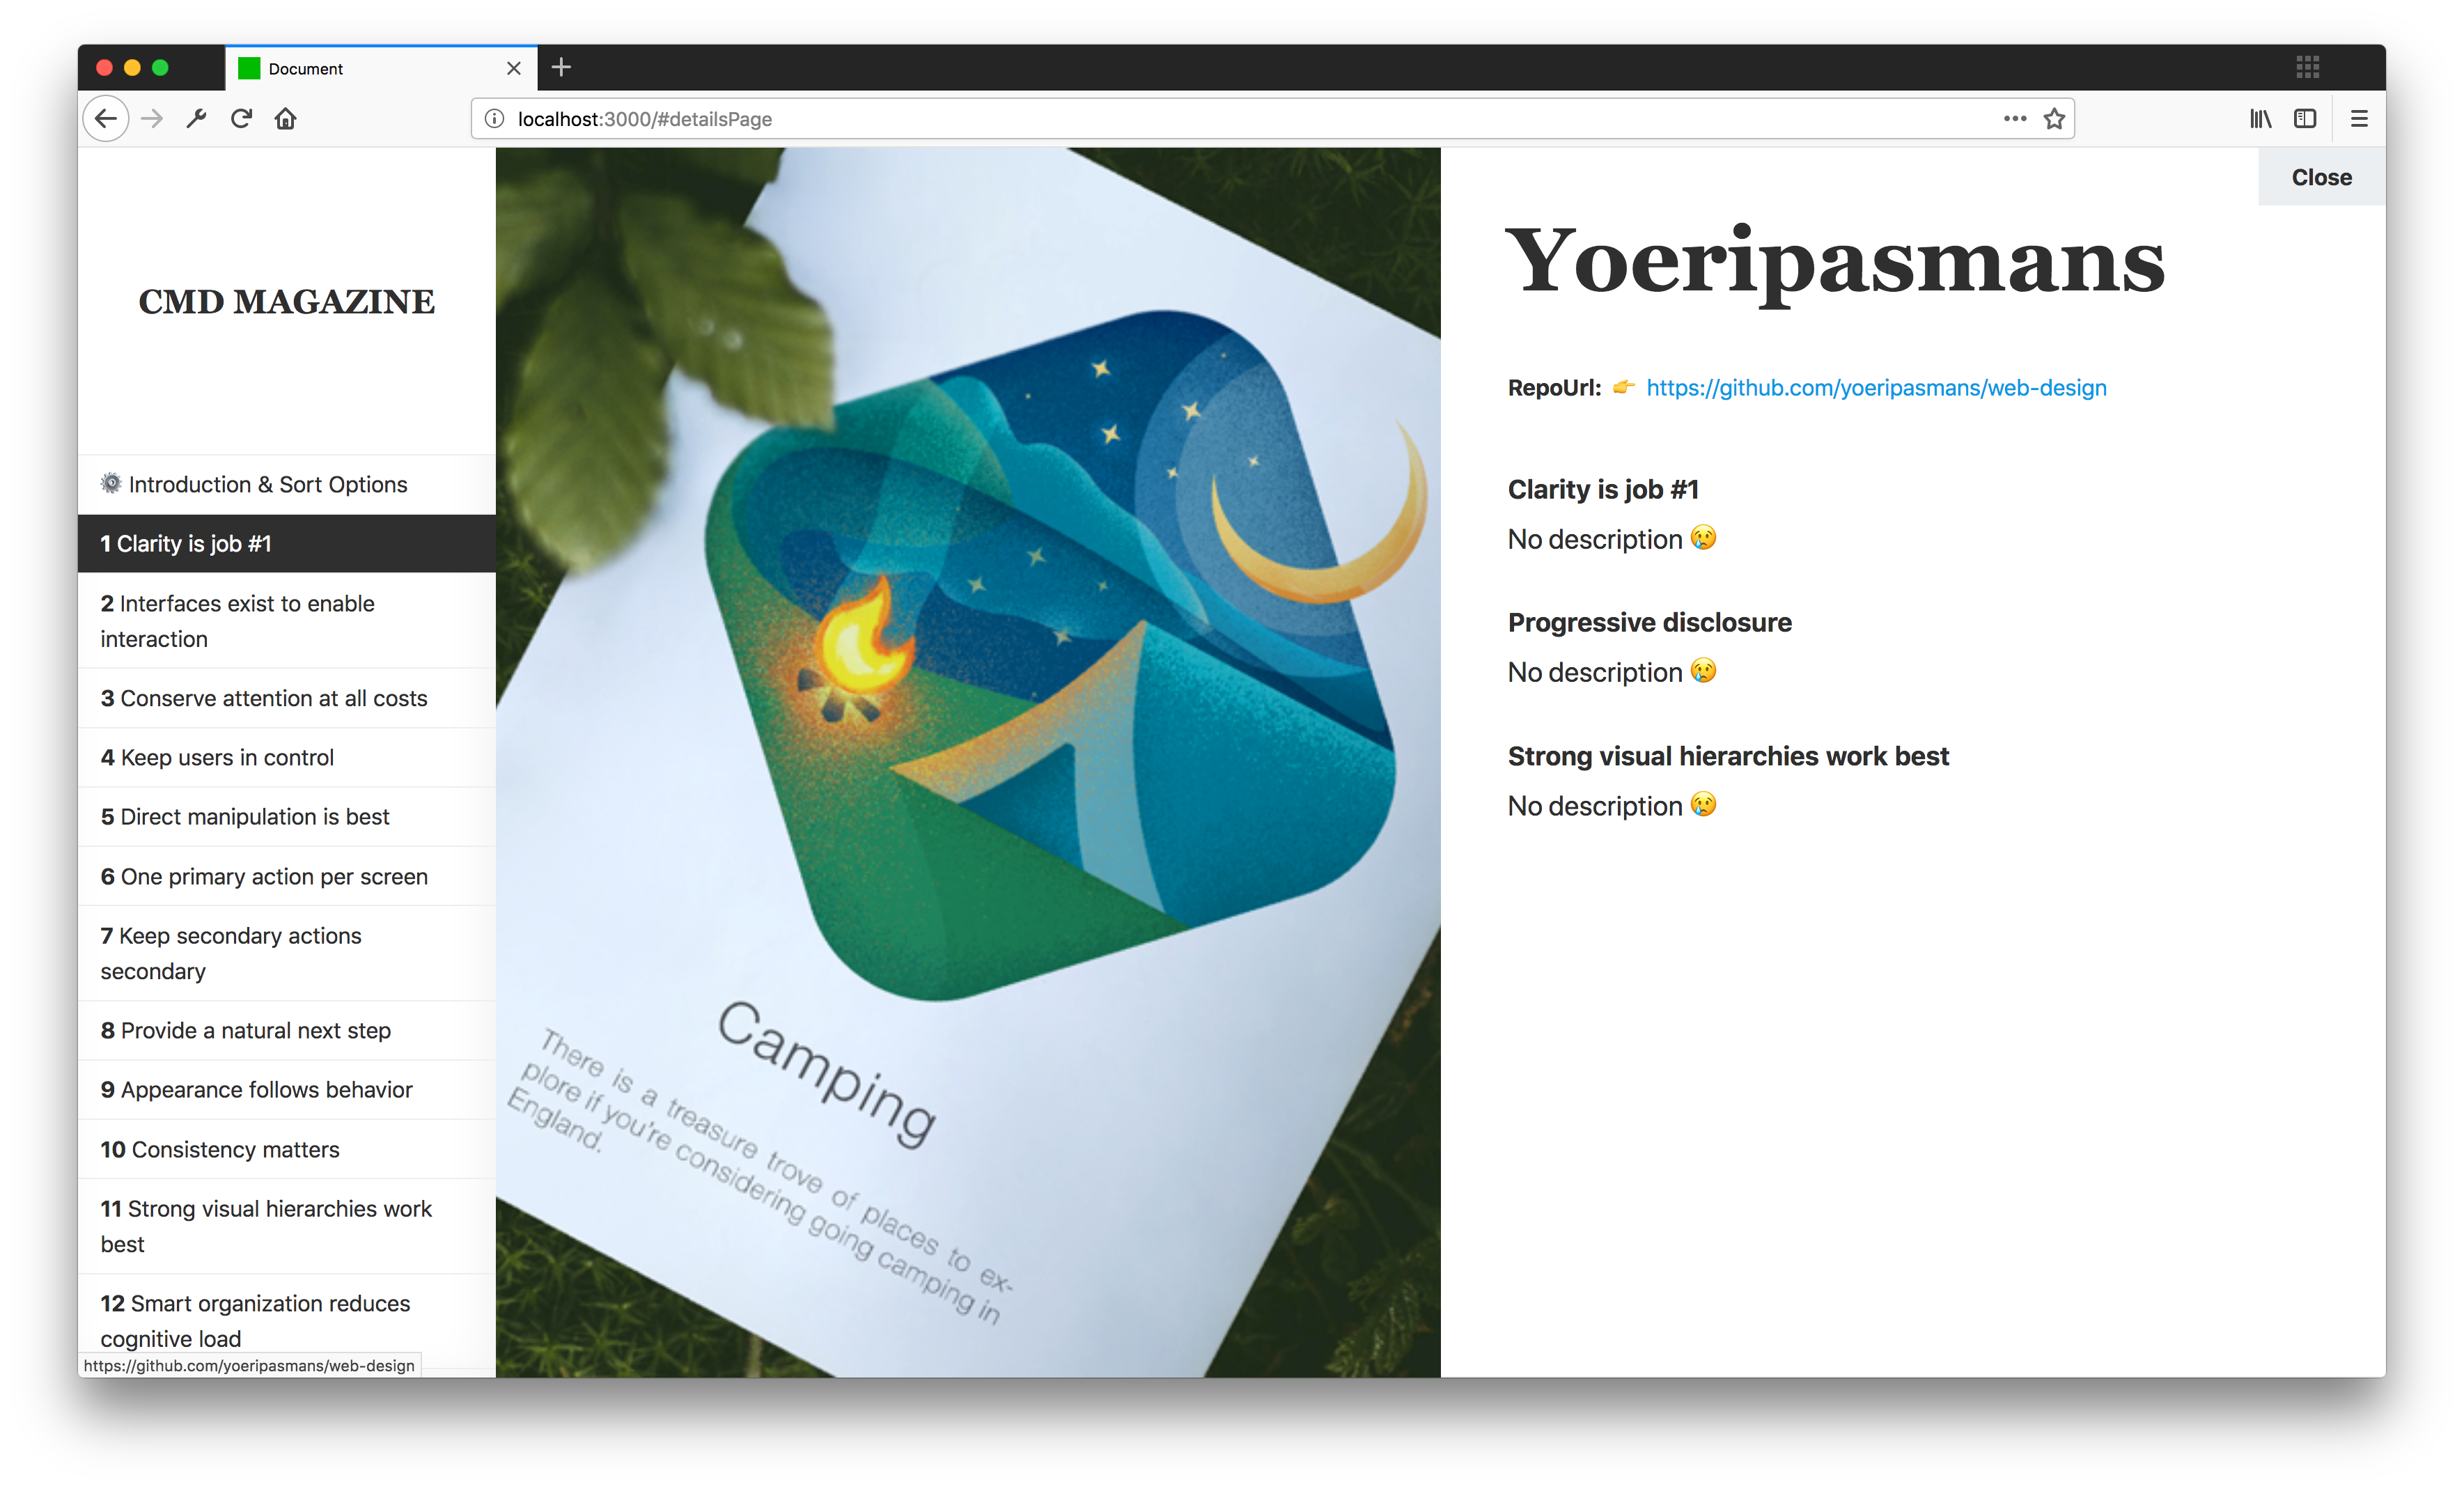 Document
localhost:3000/#detailsPage
CMD MAGAZINE
Introduction & Sort Options
1 Clarity is job #1
2 Interfaces exist to enable
interaction
3 Conserve attention at all costs
4 Keep users in control
5 Direct manipulation is best
6 One primary action per screen
7 Keep secondary actions
secondary
8 Provide a natural next step
9 Appearance follows behavior
10 Consistency matters
11 Strong visual hierarchies work
best
12 Smart organization reduces
cognitive load
https://github.com/yoeripasmans/web-design
Camping
There is a treasure trove of places to ex-
plore if you're considering going camping in
England.
Close
Yoeripasmans
RepoUrl: 👉 https://github.com/yoeripasmans/web-design
Clarity is job #1
No description 😢
Progressive disclosure
No description 😢
Strong visual hierarchies work best
No description 😢